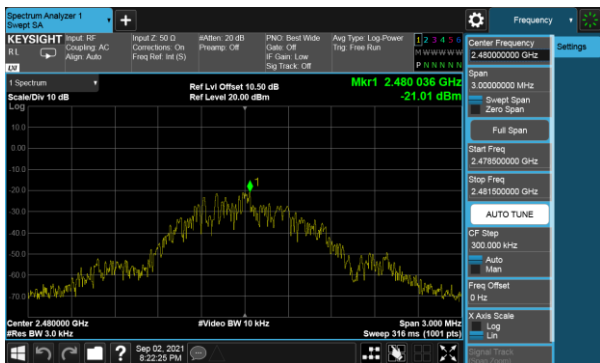 Spectrum Analyzer 1
Swept SA
+
Frequency
KEYSIGHT
RL
Input: RF
Coupling: AC
Align: Auto
Input Z: 50 Ω
Corrections: On
Freq Ref: Int (S)
#Atten: 20 dB
Preamp: Off
PNO: Best Wide
Gate: Off
IF Gain: Low
Sig Track: Off
Avg Type: Log-Power
Trig: Free Run
1 2 3 4 5 6
M W W W W W
P N N N N N
LXI
1 Spectrum
Scale/Div 10 dB
Log
Ref Lvl Offset 10.50 dB
Ref Level 20.00 dBm
Mkr1 2.480 036 GHz
-21.01 dBm
10.0
0.00
-10.0
-20.0
-30.0
-40.0
-50.0
-60.0
-70.0
1
Center 2.480000 GHz
#Res BW 3.0 kHz
#Video BW 10 kHz
Span 3.000 MHz
Sweep 316 ms (1001 pts)
Center Frequency
2.480000000 GHz
Span
3.00000000 MHz
Swept Span
Zero Span
Full Span
Start Freq
2.478500000 GHz
Stop Freq
2.481500000 GHz
AUTO TUNE
CF Step
300.000 kHz
Auto
Man
Freq Offset
0 Hz
X Axis Scale
Log
Lin
Signal Track
(Span Zoom)
Settings
?
Sep 02, 2021
8:22:25 PM